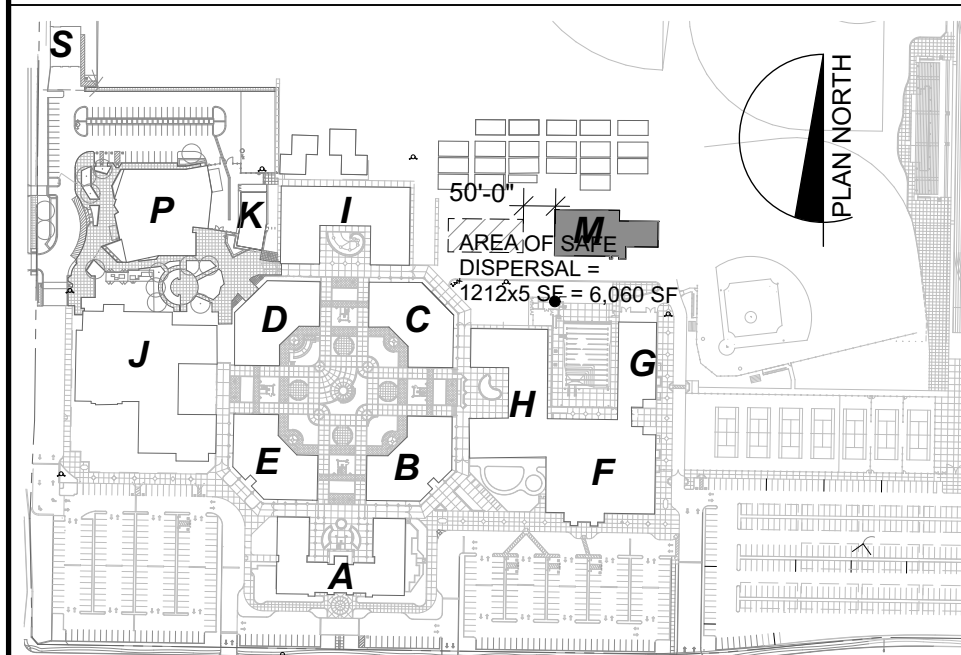 S
PLAN NORTH
P
K
I
50'-0"
M
AREA OF SAFE
DISPERSAL =
1212x5 SF = 6,060 SF
D
C
J
H
G
E
B
F
A